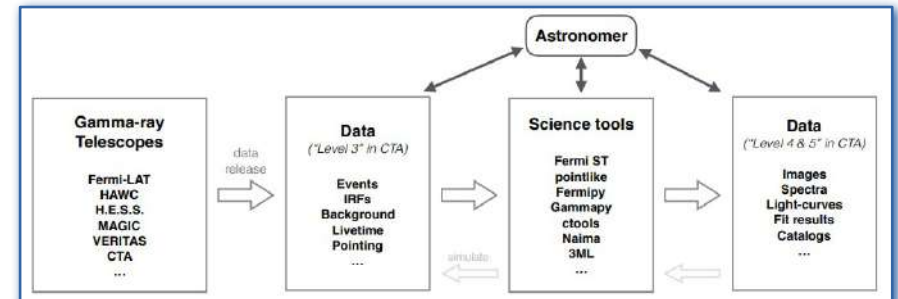 Astronomer
Gamma-ray
Telescopes
Fermi-LAT
HAWC
H.E.S.S.
MAGIC
VERITAS
CTA
...
data
release
Data
("Level 3" in CTA)
Events
IRFs
Background
Livetime
Pointing
...
simulate
Science tools
Fermi ST
pointlike
Fermipy
Gammapy
ctools
Naima
3ML
...
Data
("Level 4 & 5" in CTA)
Images
Spectra
Light-curves
Fit results
Catalogs
...